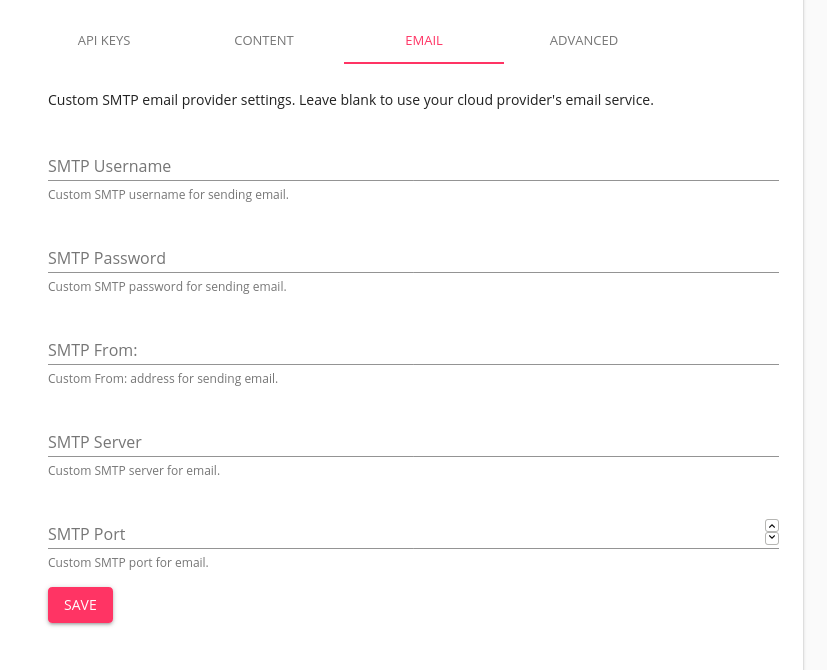 API KEYS CONTENT EMAIL ADVANCED
Custom SMTP email provider settings. Leave blank to use your cloud provider's email service.
SMTP Username
Custom SMTP username for sending email.
SMTP Password
Custom SMTP password for sending email.
SMTP From:
Custom From: address for sending email.
SMTP Server
Custom SMTP server for email.
SMTP Port
Custom SMTP port for email.
SAVE